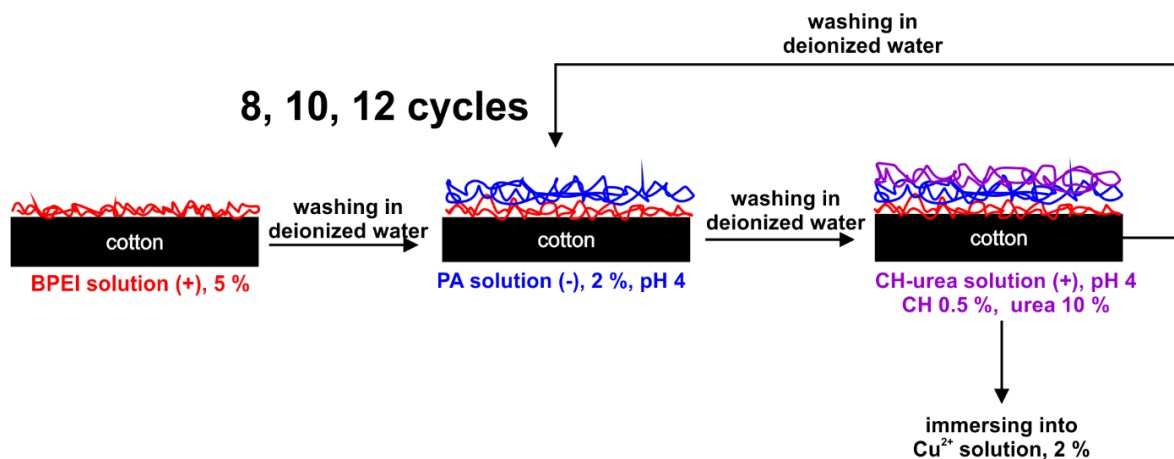 washing in
deionized water
8, 10, 12 cycles
cotton
BPEI solution (+), 5 %
washing in
deionized water
cotton
PA solution (-), 2 %, pH 4
washing in
deionized water
cotton
CH-urea solution (+), pH 4
CH 0.5 %, urea 10 %
immersing into
Cu²⁺ solution, 2 %